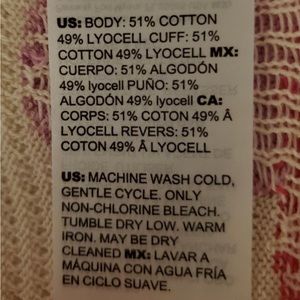 US: BODY: 51% COTTON
49% LYOCELL CUFF: 51%
COTTON 49% LYOCELL MX:
CUERPO: 51% ALGODÓN
49% lyocell PUÑO: 51%
ALGODÓN 49% lyocell CA:
CORPS: 51% COTON 49% Â
LYOCELL REVERS: 51%
COTON 49% Â LYOCELL
US: MACHINE WASH COLD,
GENTLE CYCLE. ONLY
NON-CHLORINE BLEACH.
TUMBLE DRY LOW. WARM
IRON. MAY BE DRY
CLEANED MX: LAVAR A
MÁQUINA CON AGUA FRÍA
EN CICLO SUAVE.